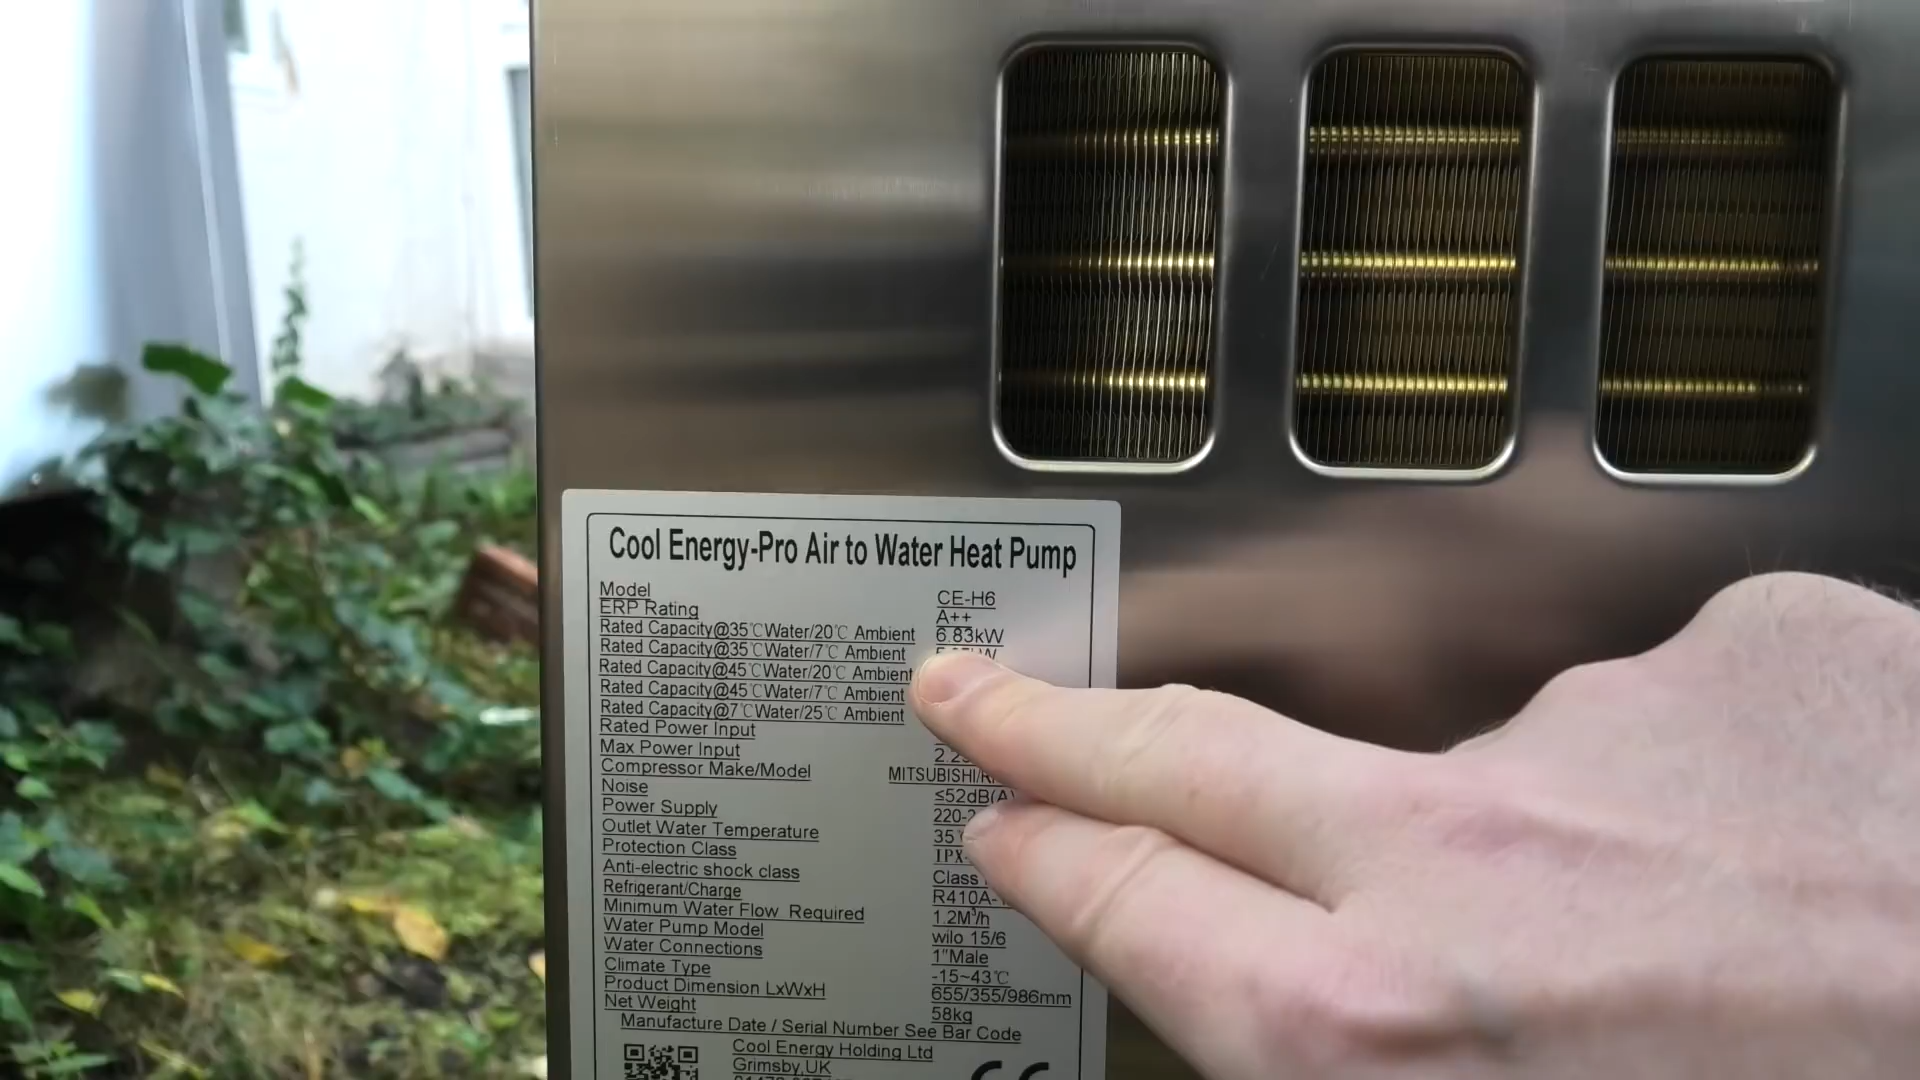 Cool Energy-Pro Air to Water Heat Pump
Model CE-H6
ERP Rating A++
Rated Capacity@35℃Water/20℃ Ambient 6.83kW
Rated Capacity@35℃Water/7℃ Ambient
Rated Capacity@45℃Water/20℃ Ambient
Rated Capacity@45℃Water/7℃ Ambient
Rated Capacity@7℃Water/25℃ Ambient
Rated Power Input
Max Power Input
Compressor Make/Model MITSUBISHI/
Noise ≤52dB(A)
Power Supply
Outlet Water Temperature
Protection Class
Anti-electric shock class Class
Refrigerant/Charge R410A-
Minimum Water Flow Required 1.2M³/h
Water Pump Model wilo 15/6
Water Connections 1"Male
Climate Type -15~43℃
Product Dimension LxWxH 655/355/986mm
Net Weight 58kg
Manufacture Date / Serial Number See Bar Code
Cool Energy Holding Ltd
Grimsby,UK
CE